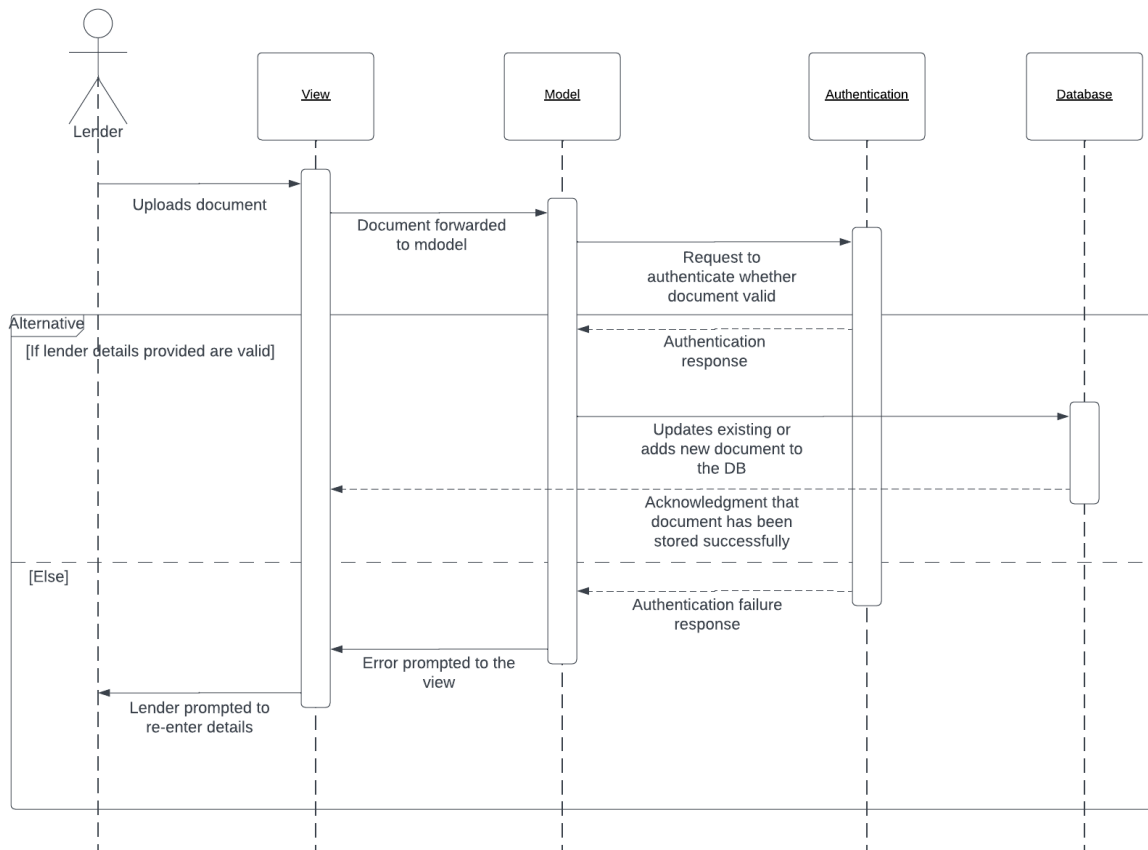 Lender
View
Model
Authentication
Database
Uploads document
Document forwarded
to mdodel
Request to
authenticate whether
document valid
Alternative
[If lender details provided are valid]
Authentication
response
Updates existing or
adds new document to
the DB
Acknowledgment that
document has been
stored successfully
[Else]
Authentication failure
response
Error prompted to the
view
Lender prompted to
re-enter details